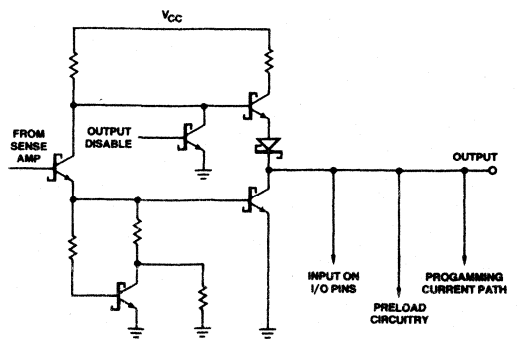 VCC
FROM
SENSE
AMP
OUTPUT
DISABLE
OUTPUT
INPUT ON
I/O PINS
PRELOAD
CIRCUITRY
PROGAMMING
CURRENT PATH